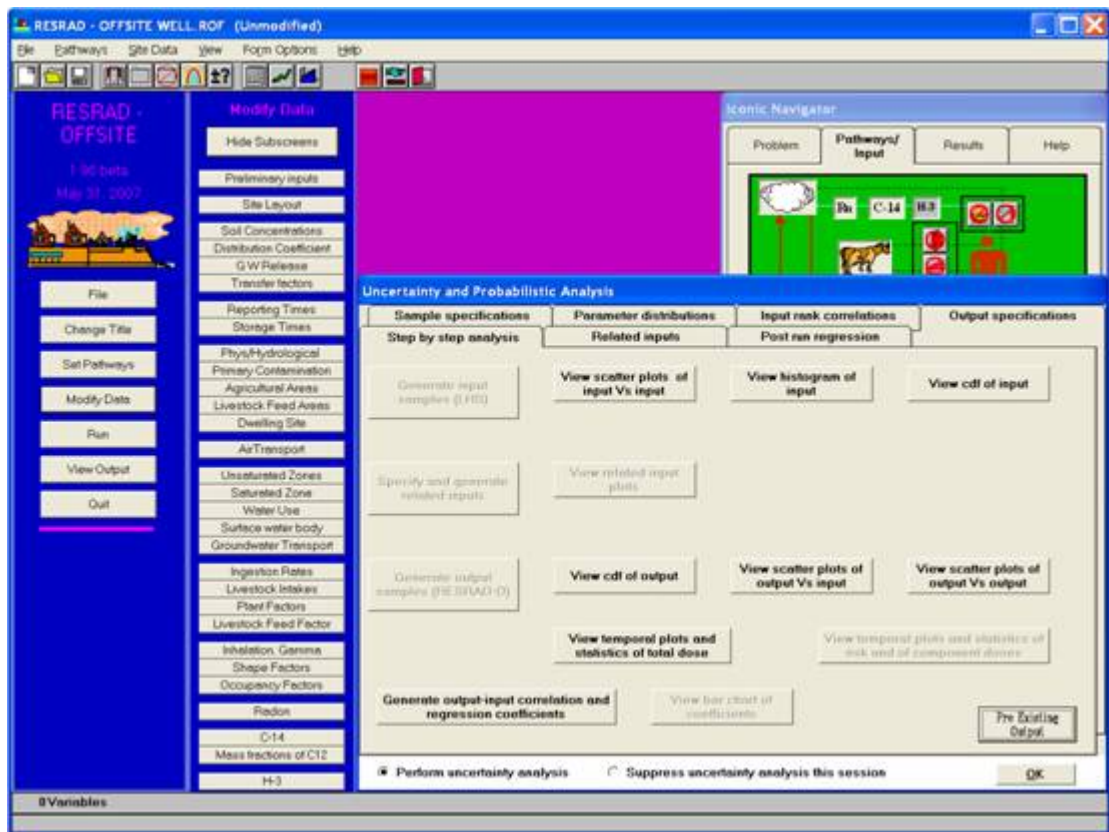 RESRAD - OFFSITE WELL.ROF (Unmodified)
File Pathways Site Data View Form Options Help
±?
RESRAD -
OFFSITE
1.90 beta
May 31, 2007
File
Change Title
Set Pathways
Modify Data
Run
View Output
Quit
Modify Data
Hide Subscreens
Preliminary inputs
Site Layout
Soil Concentrations
Distribution Coefficient
G W Release
Transfer factors
Reporting Times
Storage Times
Phys/Hydrological
Primary Contamination
Agricultural Areas
Livestock Feed Areas
Dwelling Site
Air Transport
Unsaturated Zones
Saturated Zone
Water Use
Surface water body
Groundwater Transport
Ingestion Rates
Livestock Intakes
Plant Factors
Livestock Feed Factor
Inhalation, Gamma
Shape Factors
Occupancy Factors
Radon
C-14
Mass fractions of C12
H-3
Iconic Navigator
Problem Pathways/ Results Help
Input
Rn C-14 H-3
Uncertainty and Probabilistic Analysis
Sample specifications Parameter distributions Input rank correlations Output specifications
Step by step analysis Related inputs Post run regression
Generate input
samples (LHS)
View scatter plots of
input Vs input
View histogram of
input
View cdf of input
Specify and generate
related inputs
View related input
plots
Generate output
samples (RESRAD-O)
View cdf of output
View scatter plots of
output Vs input
View scatter plots of
output Vs output
View temporal plots and
statistics of total dose
View temporal plots and statistics of
risk and of component doses
Generate output-input correlation and
regression coefficients
View bar chart of
coefficients
Pre Existing
Output
Perform uncertainty analysis Suppress uncertainty analysis this session OK
0 Variables